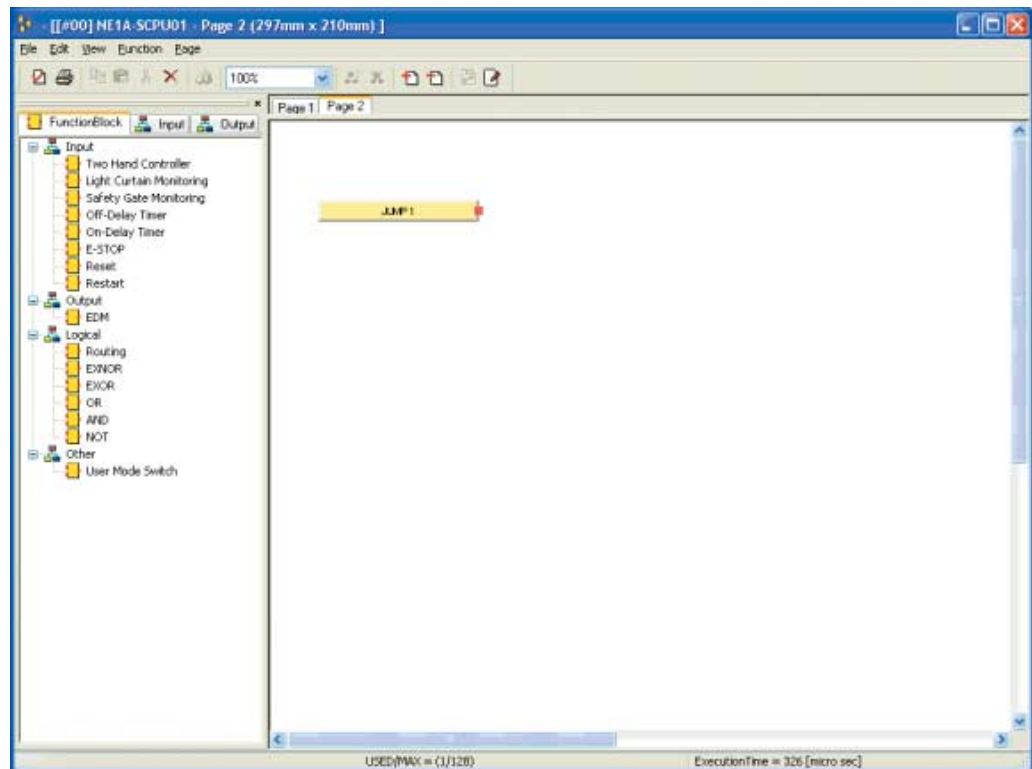 [[#00] NE1A-SCPU01 - Page 2 (297mm x 210mm) ]
File Edit View Function Page
100%
Page 1 Page 2
FunctionBlock Input Output
Input
Two Hand Controller
Light Curtain Monitoring
Safety Gate Monitoring
Off-Delay Timer
On-Delay Timer
E-STOP
Reset
Restart
Output
EDM
Logical
Routing
EXNOR
EXOR
OR
AND
NOT
Other
User Mode Switch
JUMP1
USED/MAX = (1/128) ExecutionTime = 326 [micro sec]